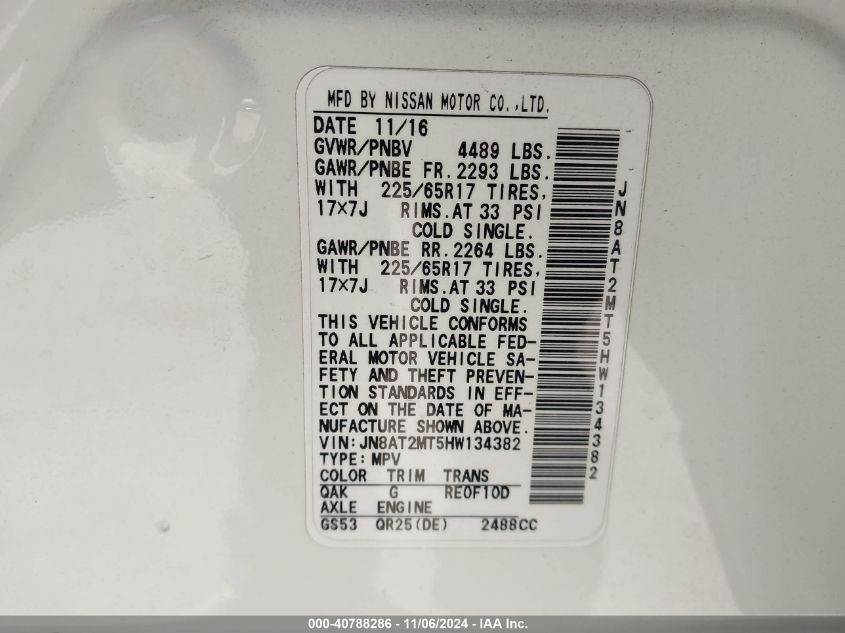 MFD BY NISSAN MOTOR CO.,LTD.
DATE 11/16
GVWR/PNBV 4489 LBS.
GAWR/PNBE FR. 2293 LBS.
WITH 225/65R17 TIRES,
17×7J RIMS.AT 33 PSI
COLD SINGLE.
GAWR/PNBE RR. 2264 LBS.
WITH 225/65R17 TIRES,
17×7J RIMS.AT 33 PSI
COLD SINGLE.
THIS VEHICLE CONFORMS
TO ALL APPLICABLE FED-
ERAL MOTOR VEHICLE SA-
FETY AND THEFT PREVEN-
TION STANDARDS IN EFF-
ECT ON THE DATE OF MA-
NUFACTURE SHOWN ABOVE.
VIN:JN8AT2MT5HW134382
TYPE:MPV
COLOR TRIM TRANS
QAK G RE0F10D
AXLE ENGINE
GS53 QR25(DE) 2488CC
JN8AT2MT5HW134382
000-40788286 - 11/06/2024 - IAA Inc.